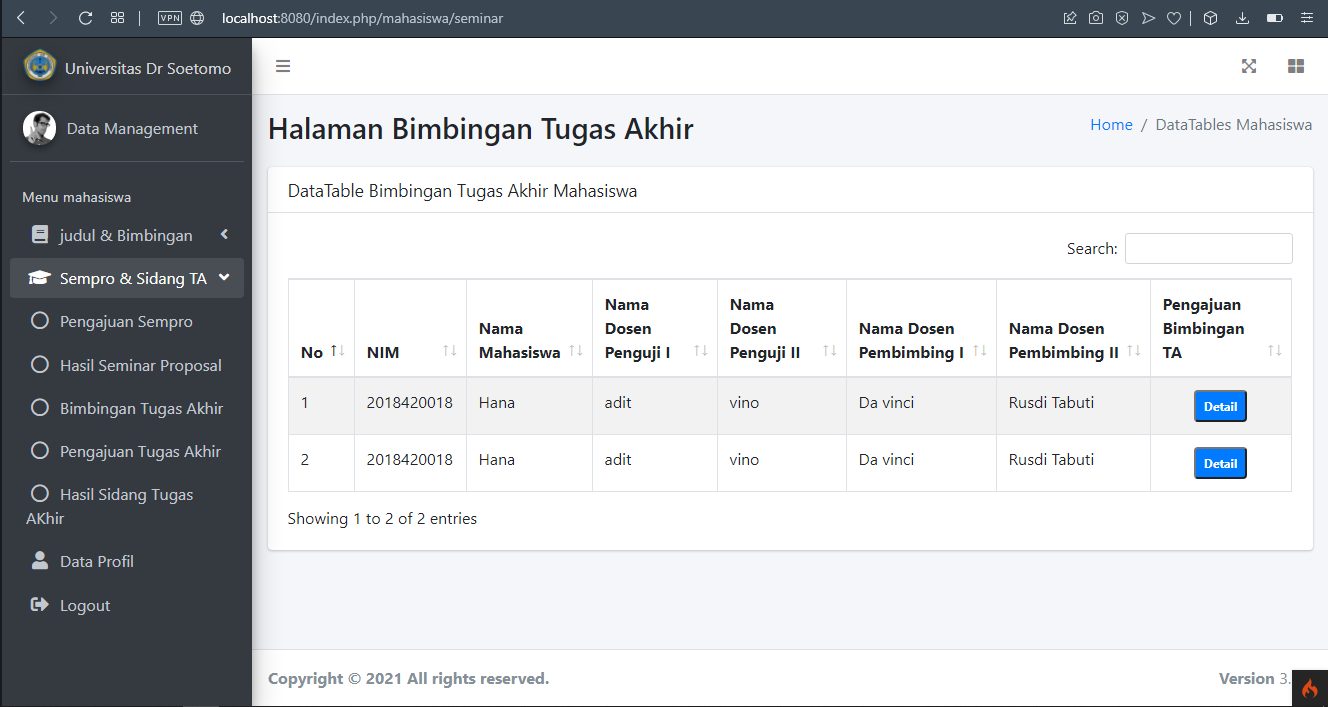 VPN localhost:8080/index.php/mahasiswa/seminar
Universitas Dr Soetomo
Data Management
Menu mahasiswa
judul & Bimbingan
Sempro & Sidang TA
Pengajuan Sempro
Hasil Seminar Proposal
Bimbingan Tugas Akhir
Pengajuan Tugas Akhir
Hasil Sidang Tugas
AKhir
Data Profil
Logout
Halaman Bimbingan Tugas Akhir
Home / DataTables Mahasiswa
DataTable Bimbingan Tugas Akhir Mahasiswa
Search:
No NIM Nama Mahasiswa Nama Dosen Penguji I Nama Dosen Penguji II Nama Dosen Pembimbing I Nama Dosen Pembimbing II Pengajuan Bimbingan TA
1 2018420018 Hana adit vino Da vinci Rusdi Tabuti Detail
2 2018420018 Hana adit vino Da vinci Rusdi Tabuti Detail
Showing 1 to 2 of 2 entries
Copyright © 2021 All rights reserved.
Version 3.